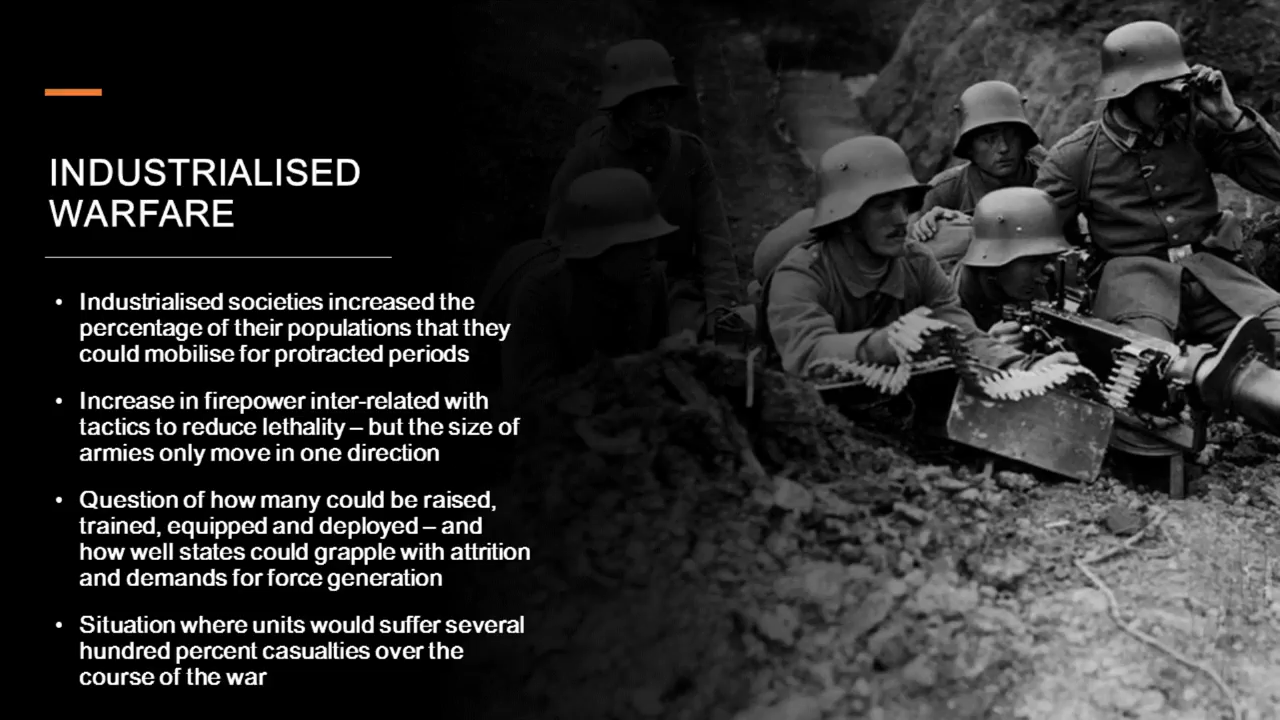 INDUSTRIALISED
WARFARE
• Industrialised societies increased the
percentage of their populations that they
could mobilise for protracted periods
• Increase in firepower inter-related with
tactics to reduce lethality – but the size of
armies only move in one direction
• Question of how many could be raised,
trained, equipped and deployed – and
how well states could grapple with attrition
and demands for force generation
• Situation where units would suffer several
hundred percent casualties over the
course of the war